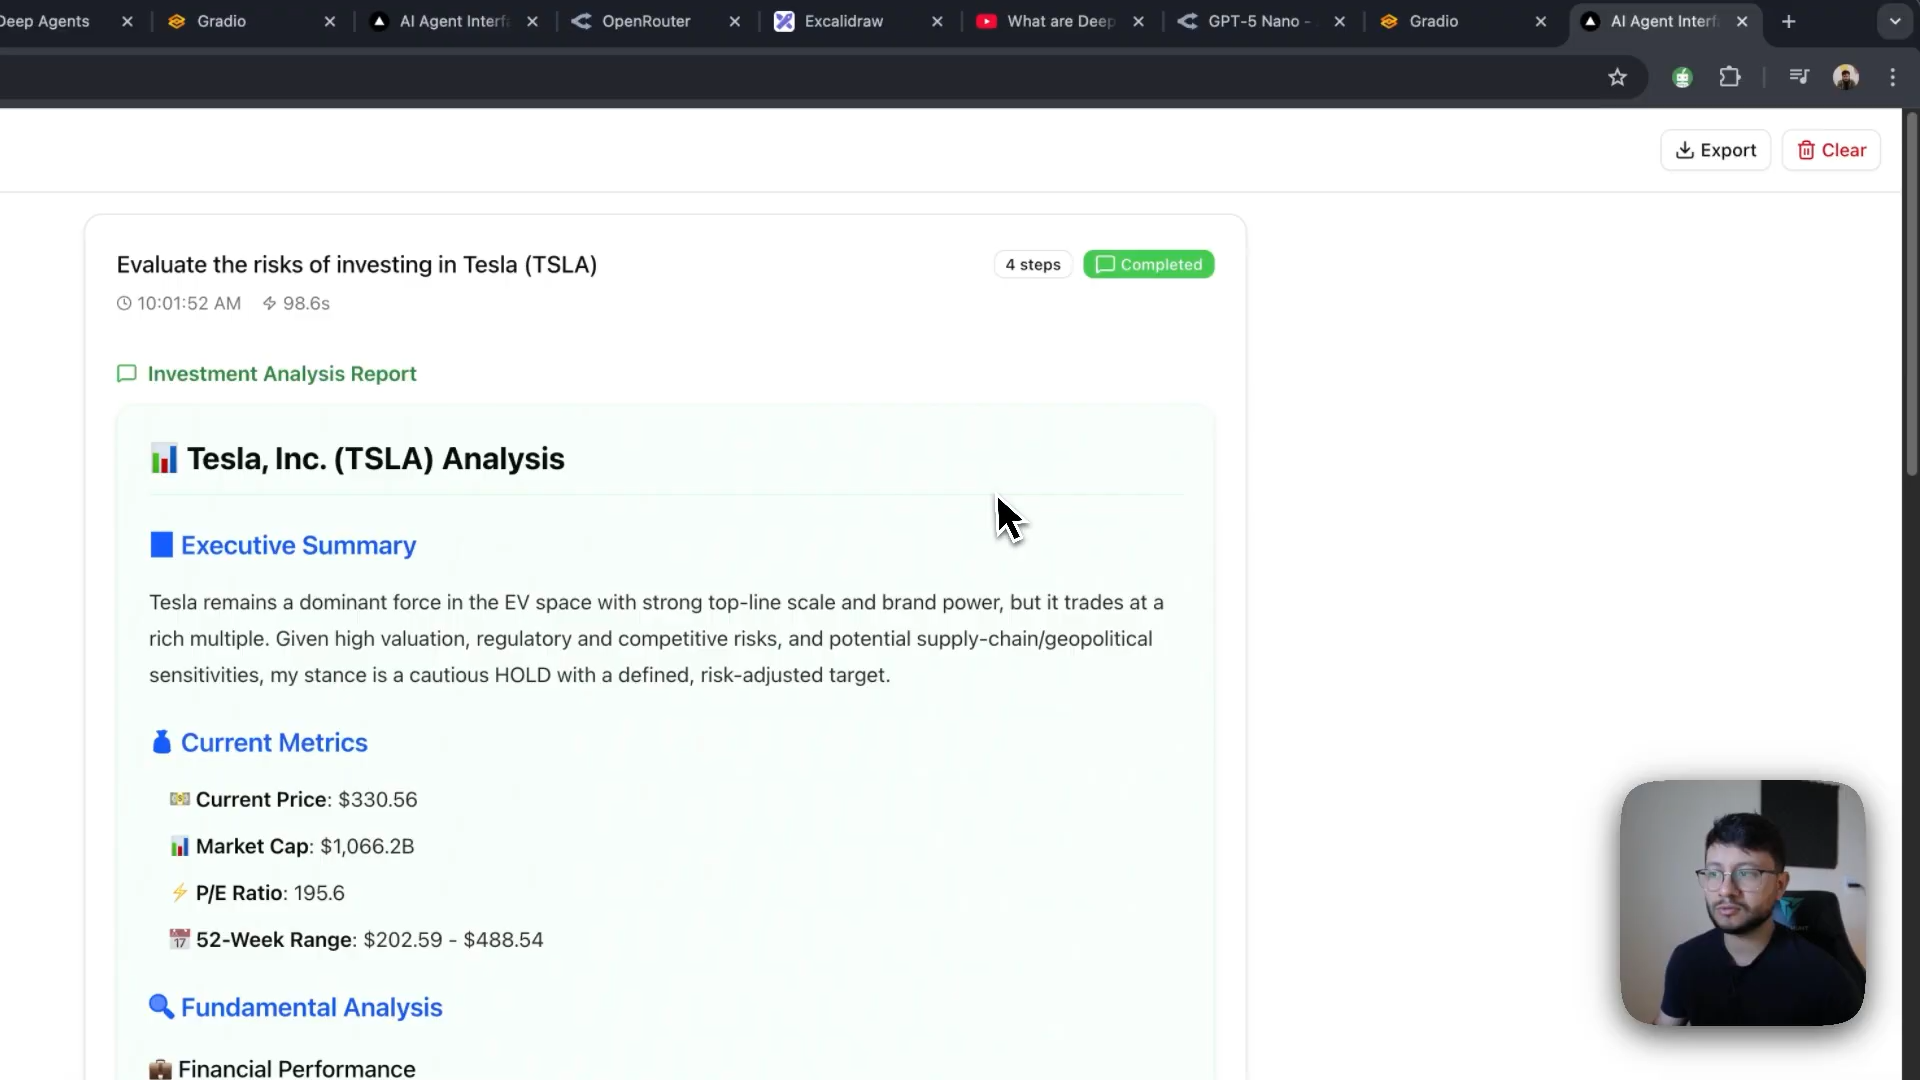 Deep Agents
Gradio
AI Agent Interf
OpenRouter
Excalidraw
What are Deep
GPT-5 Nano -
Gradio
AI Agent Interf
Export
Clear
Evaluate the risks of investing in Tesla (TSLA)
4 steps
Completed
10:01:52 AM
98.6s
Investment Analysis Report
Tesla, Inc. (TSLA) Analysis
Executive Summary
Tesla remains a dominant force in the EV space with strong top-line scale and brand power, but it trades at a
rich multiple. Given high valuation, regulatory and competitive risks, and potential supply-chain/geopolitical
sensitivities, my stance is a cautious HOLD with a defined, risk-adjusted target.
Current Metrics
Current Price: $330.56
Market Cap: $1,066.2B
P/E Ratio: 195.6
52-Week Range: $202.59 - $488.54
Fundamental Analysis
Financial Performance